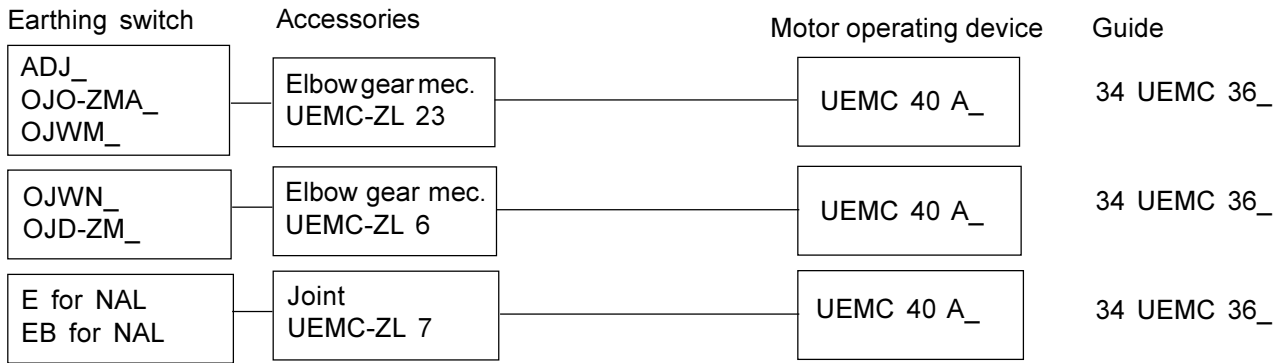 Earthing switch Accessories Motor operating device Guide
ADJ_
OJO-ZMA_
OJWM_
Elbow gear mec.
UEMC-ZL 23
UEMC 40 A_
34 UEMC 36_
OJWN_
OJD-ZM_
Elbow gear mec.
UEMC-ZL 6
UEMC 40 A_
34 UEMC 36_
E for NAL
EB for NAL
Joint
UEMC-ZL 7
UEMC 40 A_
34 UEMC 36_